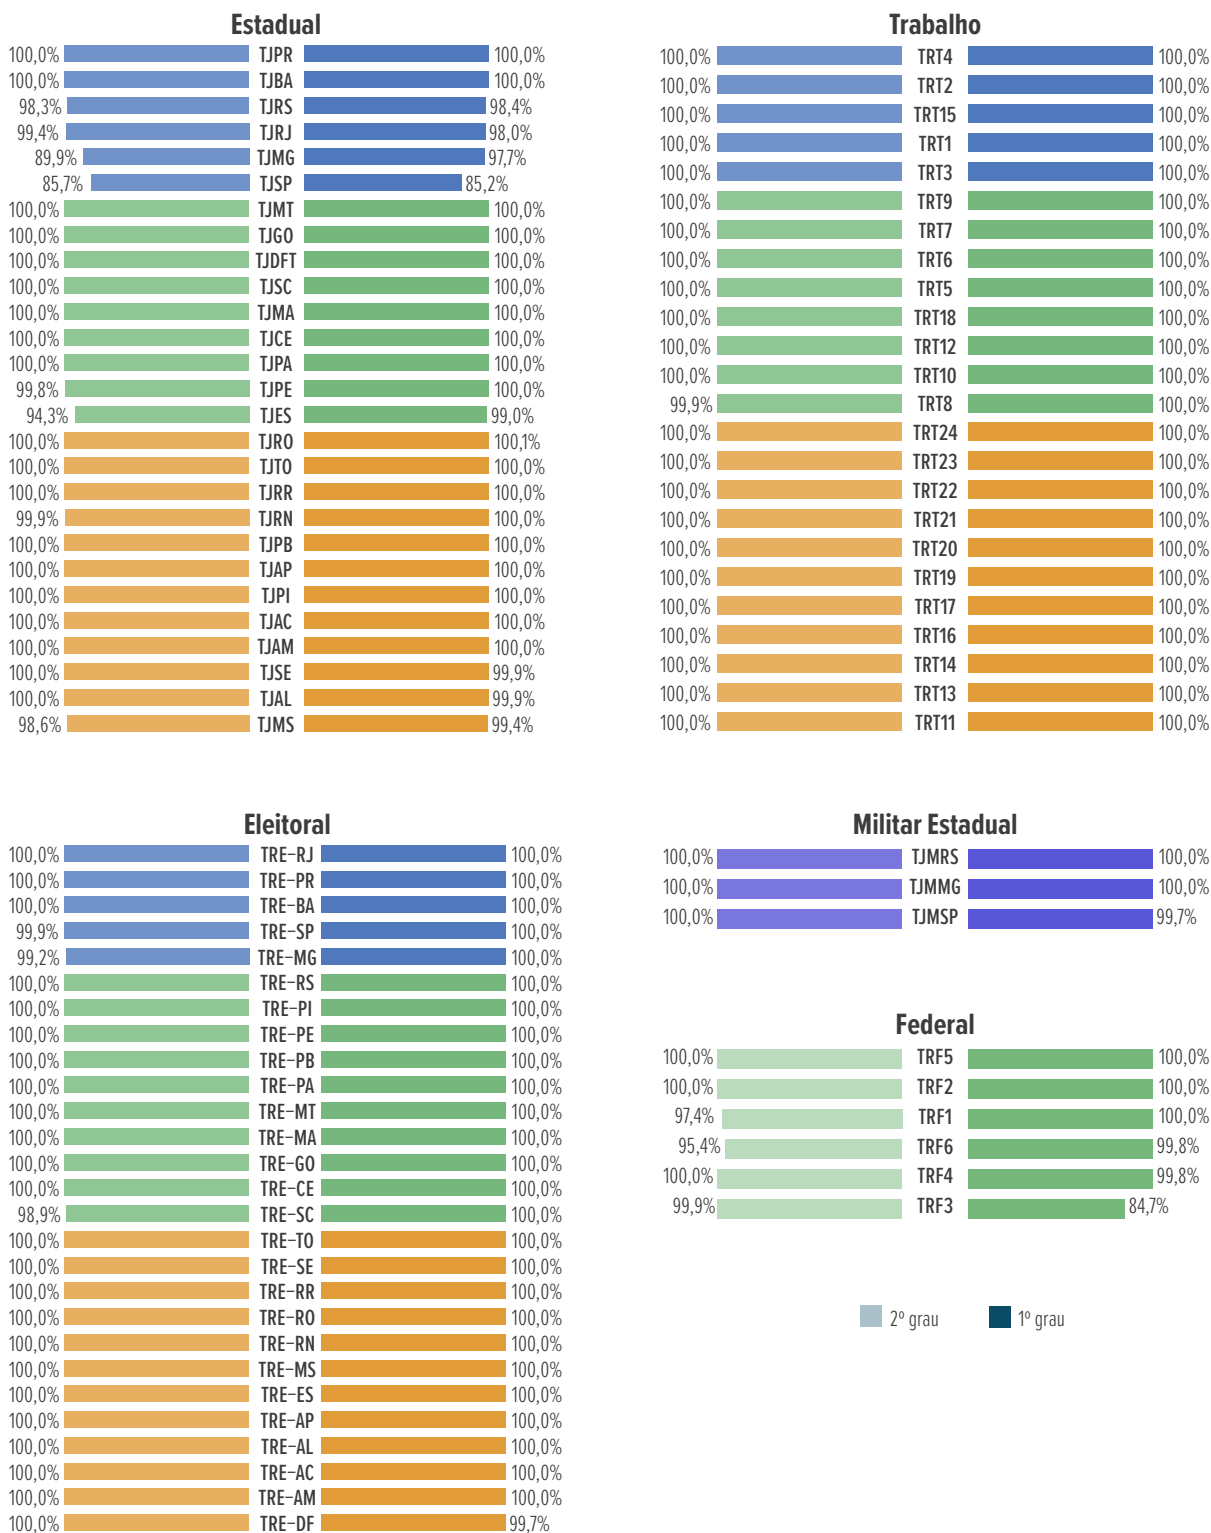 Estadual
100,0% TJPR 100,0%
100,0% TJBA 100,0%
98,3% TJRS 98,4%
99,4% TJRJ 98,0%
89,9% TJMG 97,7%
85,7% TJSP 85,2%
100,0% TJMT 100,0%
100,0% TJGO 100,0%
100,0% TJDFT 100,0%
100,0% TJSC 100,0%
100,0% TJMA 100,0%
100,0% TJCE 100,0%
100,0% TJPA 100,0%
99,8% TJPE 100,0%
94,3% TJES 99,0%
100,0% TJRO 100,1%
100,0% TJTO 100,0%
100,0% TJRR 100,0%
99,9% TJRN 100,0%
100,0% TJPB 100,0%
100,0% TJAP 100,0%
100,0% TJPI 100,0%
100,0% TJAC 100,0%
100,0% TJAM 100,0%
100,0% TJSE 99,9%
100,0% TJAL 99,9%
98,6% TJMS 99,4%
Trabalho
100,0% TRT4 100,0%
100,0% TRT2 100,0%
100,0% TRT15 100,0%
100,0% TRT1 100,0%
100,0% TRT3 100,0%
100,0% TRT9 100,0%
100,0% TRT7 100,0%
100,0% TRT6 100,0%
100,0% TRT5 100,0%
100,0% TRT18 100,0%
100,0% TRT12 100,0%
100,0% TRT10 100,0%
99,9% TRT8 100,0%
100,0% TRT24 100,0%
100,0% TRT23 100,0%
100,0% TRT22 100,0%
100,0% TRT21 100,0%
100,0% TRT20 100,0%
100,0% TRT19 100,0%
100,0% TRT17 100,0%
100,0% TRT16 100,0%
100,0% TRT14 100,0%
100,0% TRT13 100,0%
100,0% TRT11 100,0%
Eleitoral
100,0% TRE-RJ 100,0%
100,0% TRE-PR 100,0%
100,0% TRE-BA 100,0%
99,9% TRE-SP 100,0%
99,2% TRE-MG 100,0%
100,0% TRE-RS 100,0%
100,0% TRE-PI 100,0%
100,0% TRE-PE 100,0%
100,0% TRE-PB 100,0%
100,0% TRE-PA 100,0%
100,0% TRE-MT 100,0%
100,0% TRE-MA 100,0%
100,0% TRE-GO 100,0%
100,0% TRE-CE 100,0%
98,9% TRE-SC 100,0%
100,0% TRE-TO 100,0%
100,0% TRE-SE 100,0%
100,0% TRE-RR 100,0%
100,0% TRE-RO 100,0%
100,0% TRE-RN 100,0%
100,0% TRE-MS 100,0%
100,0% TRE-ES 100,0%
100,0% TRE-AP 100,0%
100,0% TRE-AL 100,0%
100,0% TRE-AC 100,0%
100,0% TRE-AM 100,0%
100,0% TRE-DF 99,7%
Militar Estadual
100,0% TJMRS 100,0%
100,0% TJMMG 100,0%
100,0% TJMSP 99,7%
Federal
100,0% TRF5 100,0%
100,0% TRF2 100,0%
97,4% TRF1 100,0%
95,4% TRF6 99,8%
100,0% TRF4 99,8%
99,9% TRF3 84,7%
2º grau 1º grau